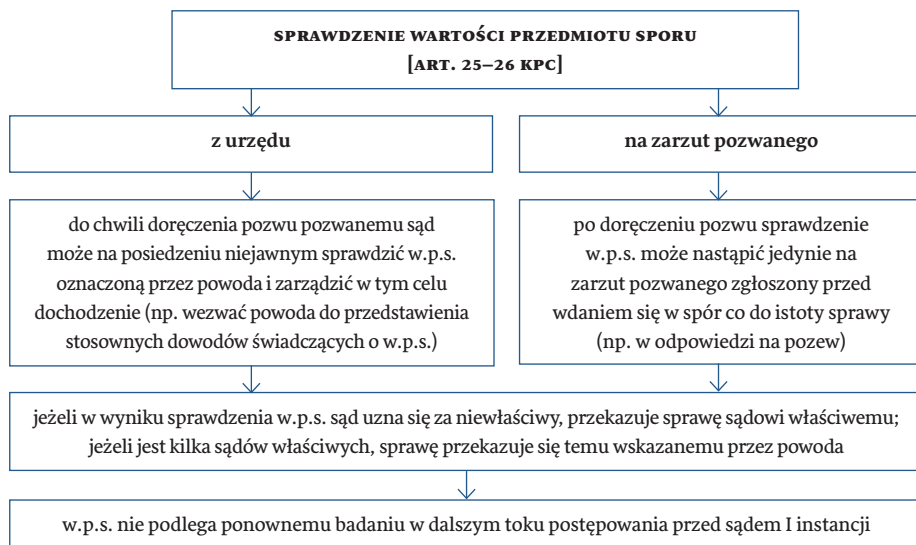 SPRAWDZENIE WARTOŚCI PRZEDMIOTU SPORU
[ART. 25–26 KPC]
z urzędu
na zarzut pozwanego
do chwili doręczenia pozwu pozwanemu sąd
może na posiedzeniu niejawnym sprawdzić w.p.s.
oznaczoną przez powoda i zarządzić w tym celu
dochodzenie (np. wezwać powoda do przedstawienia
stosownych dowodów świadczących o w.p.s.)
po doręczeniu pozwu sprawdzenie
w.p.s. może nastąpić jedynie na
zarzut pozwanego zgłoszony przed
wdaniem się w spór co do istoty sprawy
(np. w odpowiedzi na pozew)
jeżeli w wyniku sprawdzenia w.p.s. sąd uzna się za niewłaściwy, przekazuje sprawę sądowi właściwemu;
jeżeli jest kilka sądów właściwych, sprawę przekazuje się temu wskazanemu przez powoda
w.p.s. nie podlega ponownemu badaniu w dalszym toku postępowania przed sądem I instancji